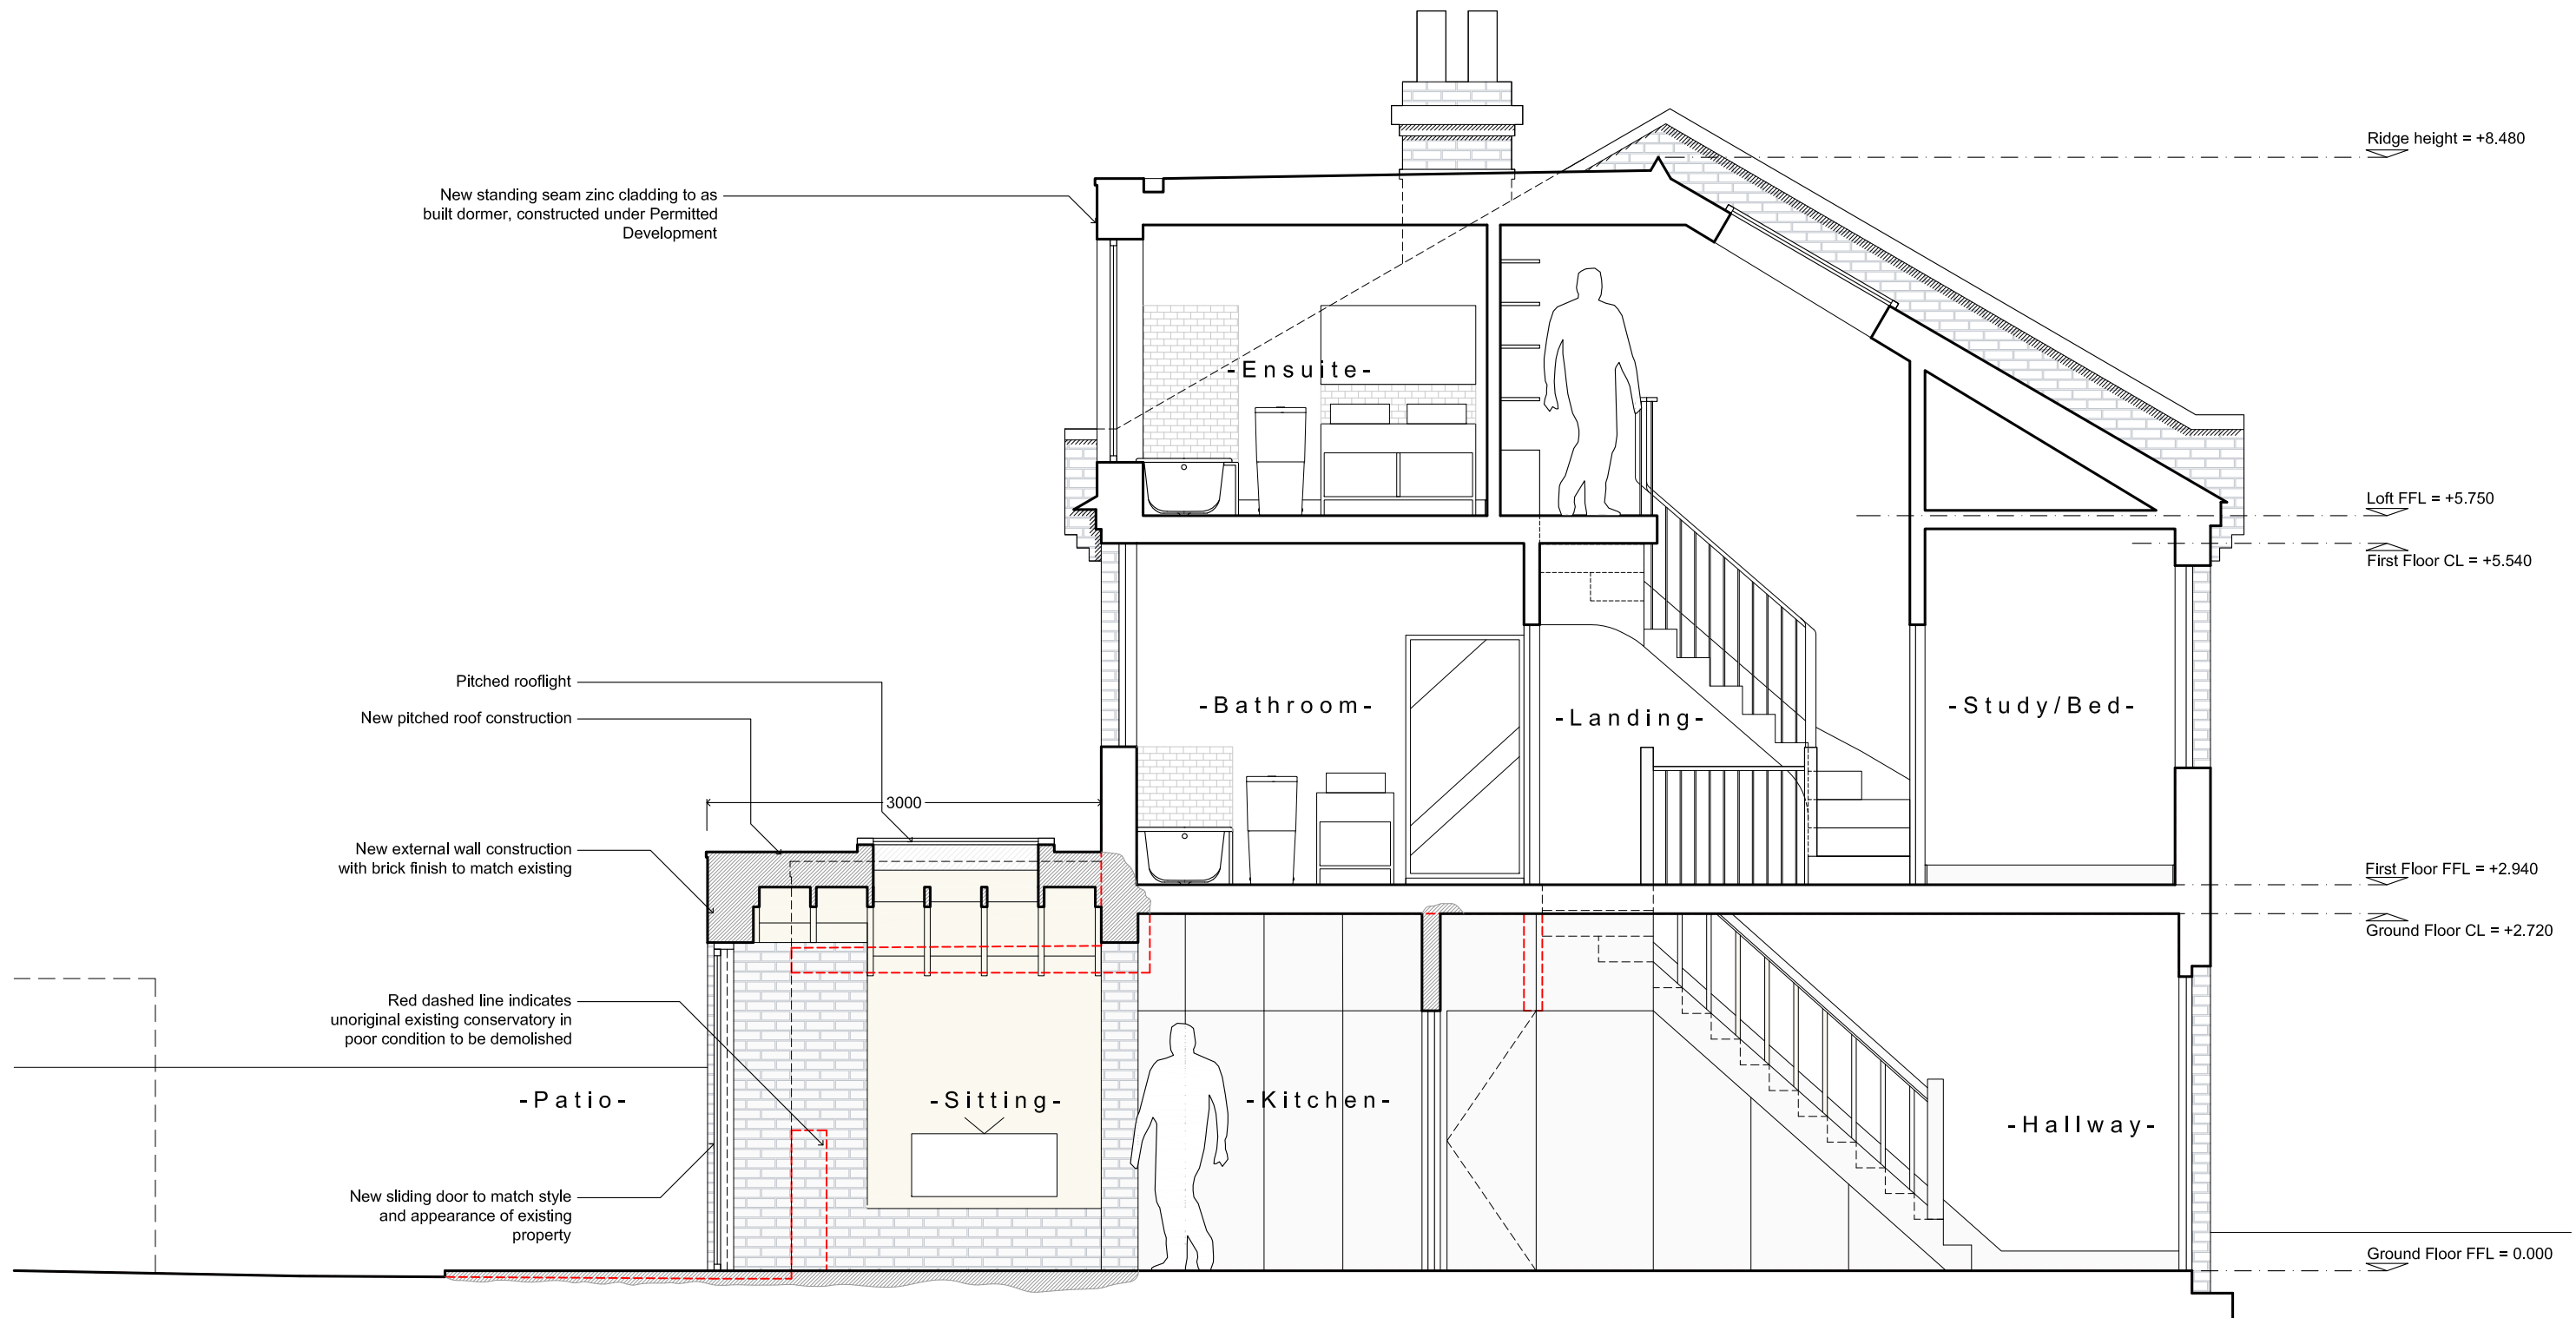 Ridge height = +8.480
New standing seam zinc cladding to as
built dormer, constructed under Permitted
Development
-Ensuite-
Loft FFL = +5.750
First Floor CL = +5.540
Pitched rooflight
New pitched roof construction
-Bathroom-
-Landing-
-Study/Bed-
3000
New external wall construction
with brick finish to match existing
First Floor FFL = +2.940
Ground Floor CL = +2.720
Red dashed line indicates
unoriginal existing conservatory in
poor condition to be demolished
-Patio-
-Sitting-
-Kitchen-
-Hallway-
New sliding door to match style
and appearance of existing
property
Ground Floor FFL = 0.000